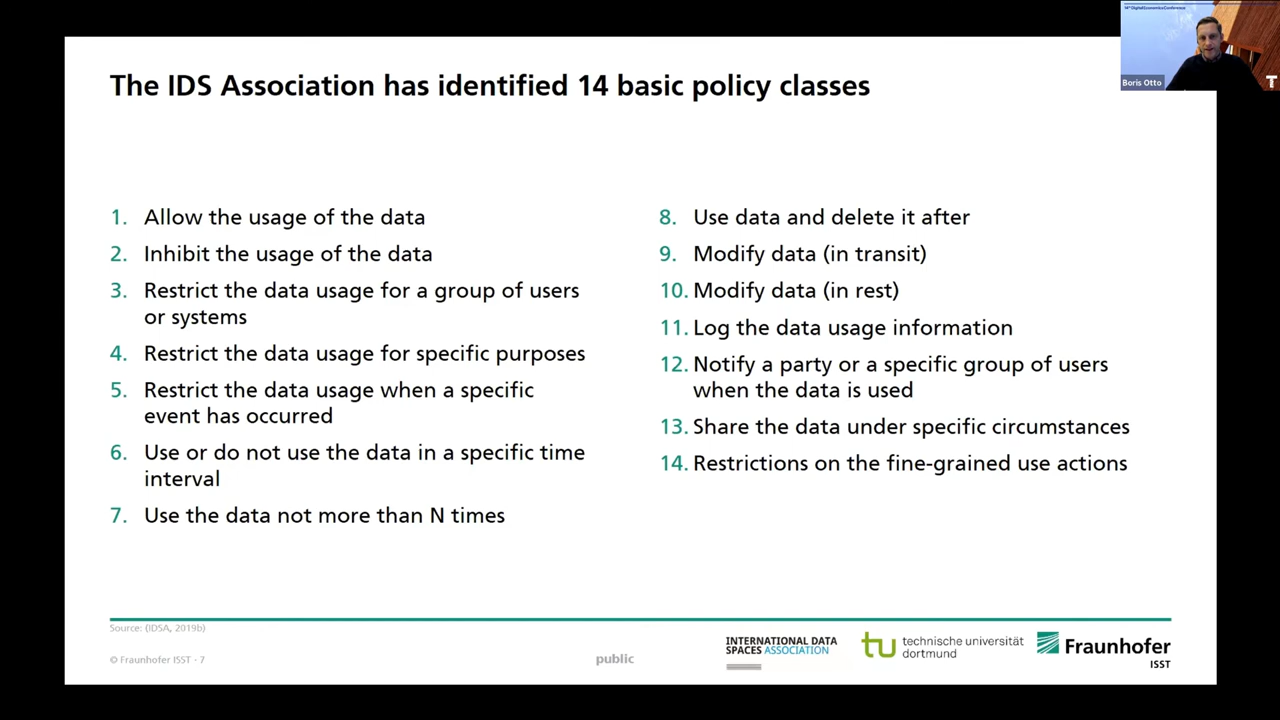 14th Digital Economics Conference
Boris Otto
T
The IDS Association has identified 14 basic policy classes
1. Allow the usage of the data
2. Inhibit the usage of the data
3. Restrict the data usage for a group of users
or systems
4. Restrict the data usage for specific purposes
5. Restrict the data usage when a specific
event has occurred
6. Use or do not use the data in a specific time
interval
7. Use the data not more than N times
8. Use data and delete it after
9. Modify data (in transit)
10. Modify data (in rest)
11. Log the data usage information
12. Notify a party or a specific group of users
when the data is used
13. Share the data under specific circumstances
14. Restrictions on the fine-grained use actions
Source: (IDSA, 2019b)
© Fraunhofer ISST · 7
public
INTERNATIONAL DATA
SPACES ASSOCIATION
tu technische universität
dortmund
Fraunhofer
ISST